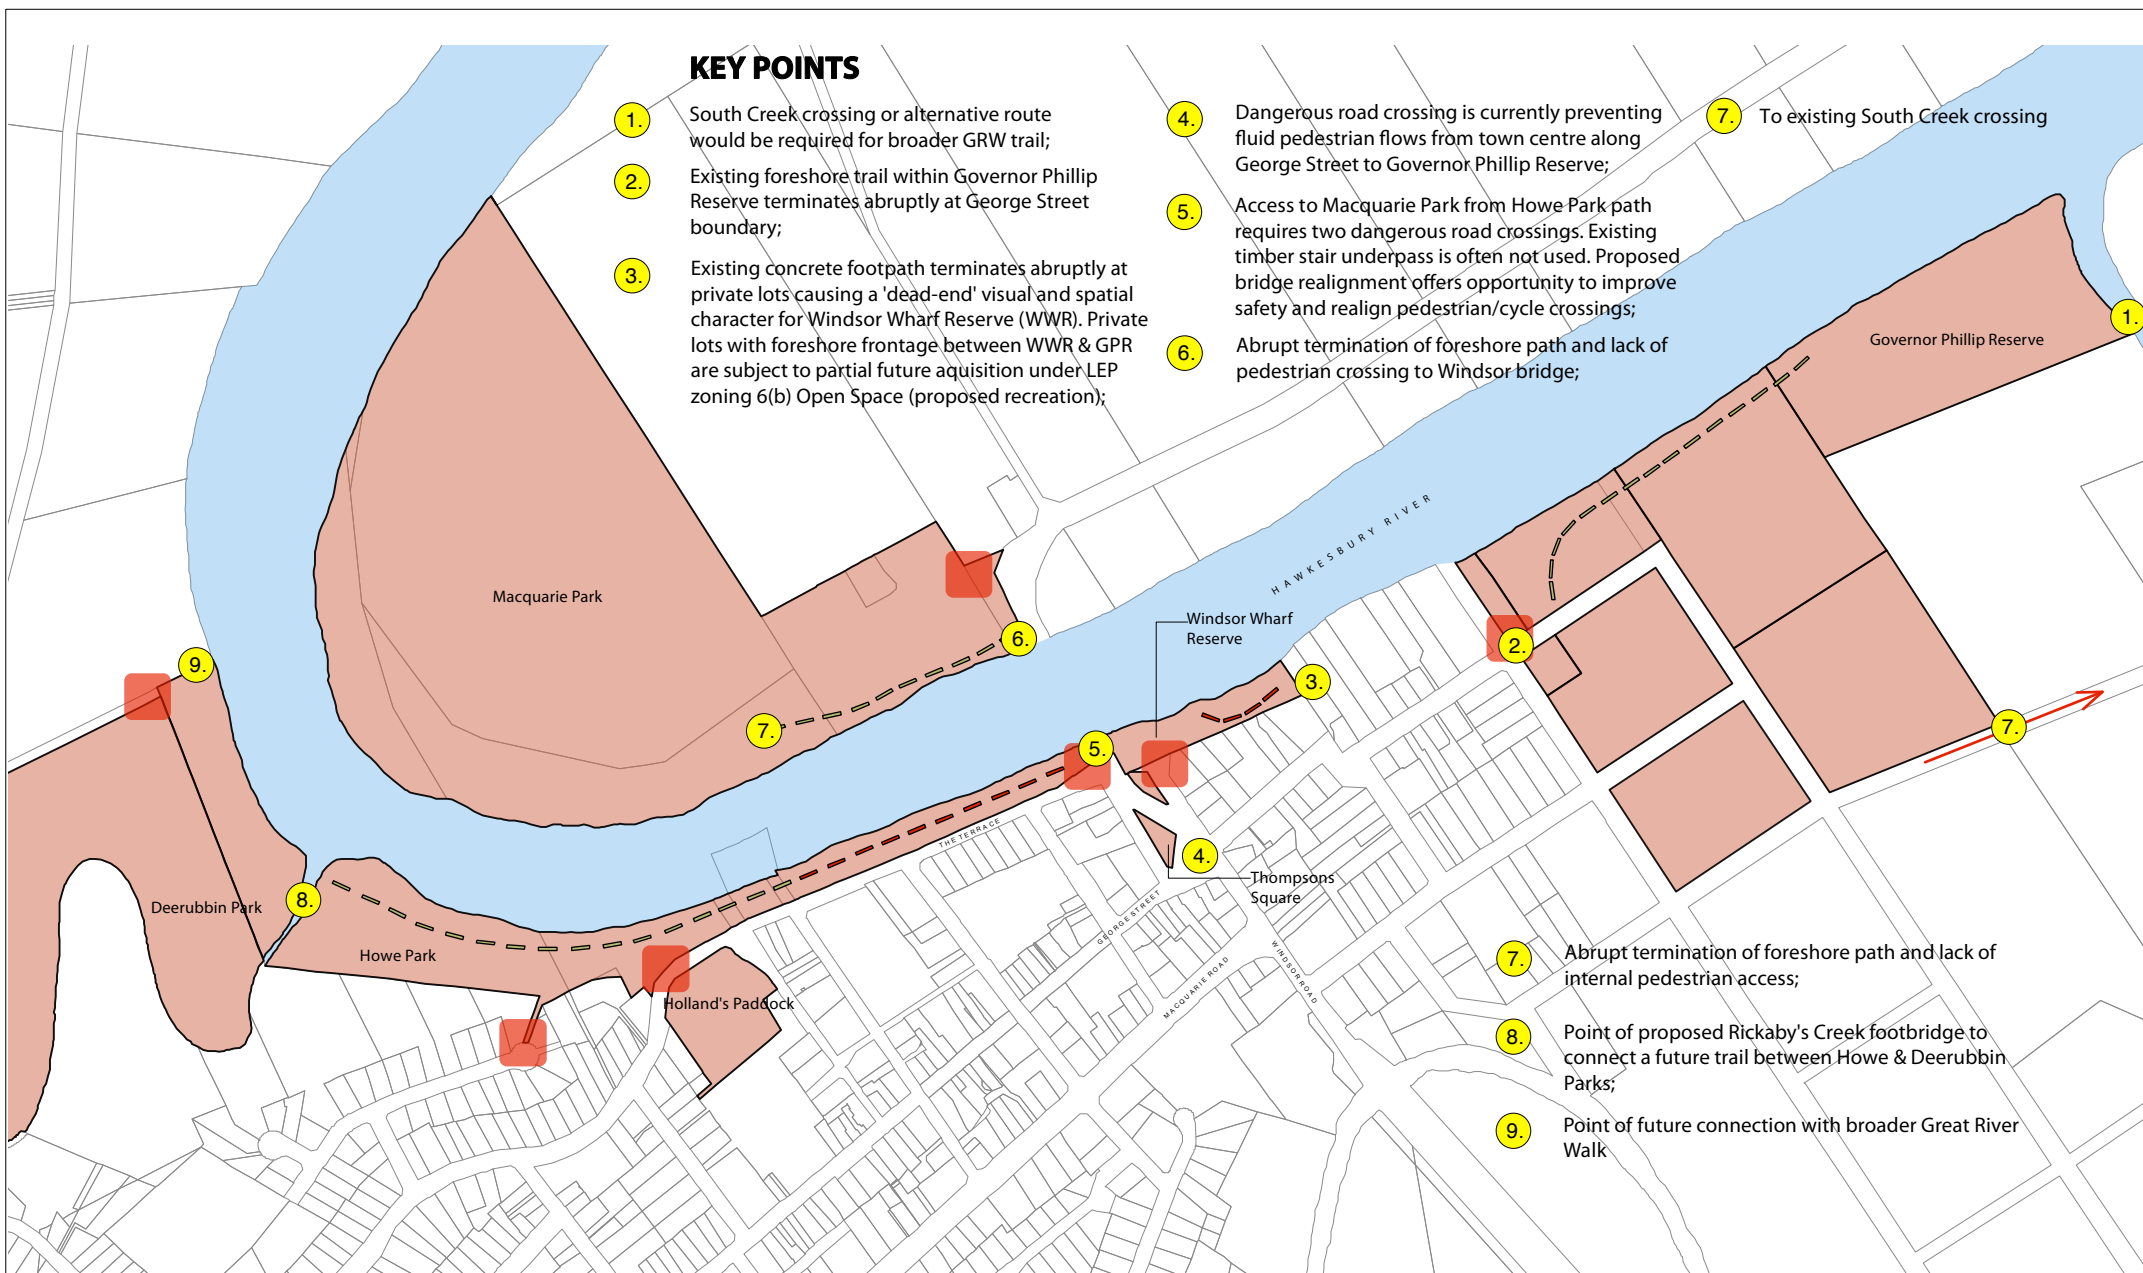 KEY POINTS
1.
South Creek crossing or alternative route
would be required for broader GRW trail;
2.
Existing foreshore trail within Governor Phillip
Reserve terminates abruptly at George Street
boundary;
3.
Existing concrete footpath terminates abruptly at
private lots causing a 'dead-end' visual and spatial
character for Windsor Wharf Reserve (WWR). Private
lots with foreshore frontage between WWR & GPR
are subject to partial future aquisition under LEP
zoning 6(b) Open Space (proposed recreation);
4.
Dangerous road crossing is currently preventing
fluid pedestrian flows from town centre along
George Street to Governor Phillip Reserve;
5.
Access to Macquarie Park from Howe Park path
requires two dangerous road crossings. Existing
timber stair underpass is often not used. Proposed
bridge realignment offers opportunity to improve
safety and realign pedestrian/cycle crossings;
6.
Abrupt termination of foreshore path and lack of
pedestrian crossing to Windsor bridge;
7.
To existing South Creek crossing
1.
Governor Phillip Reserve
HAWKESBURY RIVER
Macquarie Park
Windsor Wharf
Reserve
6.
2.
9.
3.
7.
5.
7.
THE TERRACE
4.
Thompsons
Square
8.
Deerubbin Park
Howe Park
GEORGE STREET
Holland's Paddock
MACQUARIE ROAD
WINDSOR ROAD
7.
Abrupt termination of foreshore path and lack of
internal pedestrian access;
8.
Point of proposed Rickaby's Creek footbridge to
connect a future trail between Howe & Deerubbin
Parks;
9.
Point of future connection with broader Great River
Walk